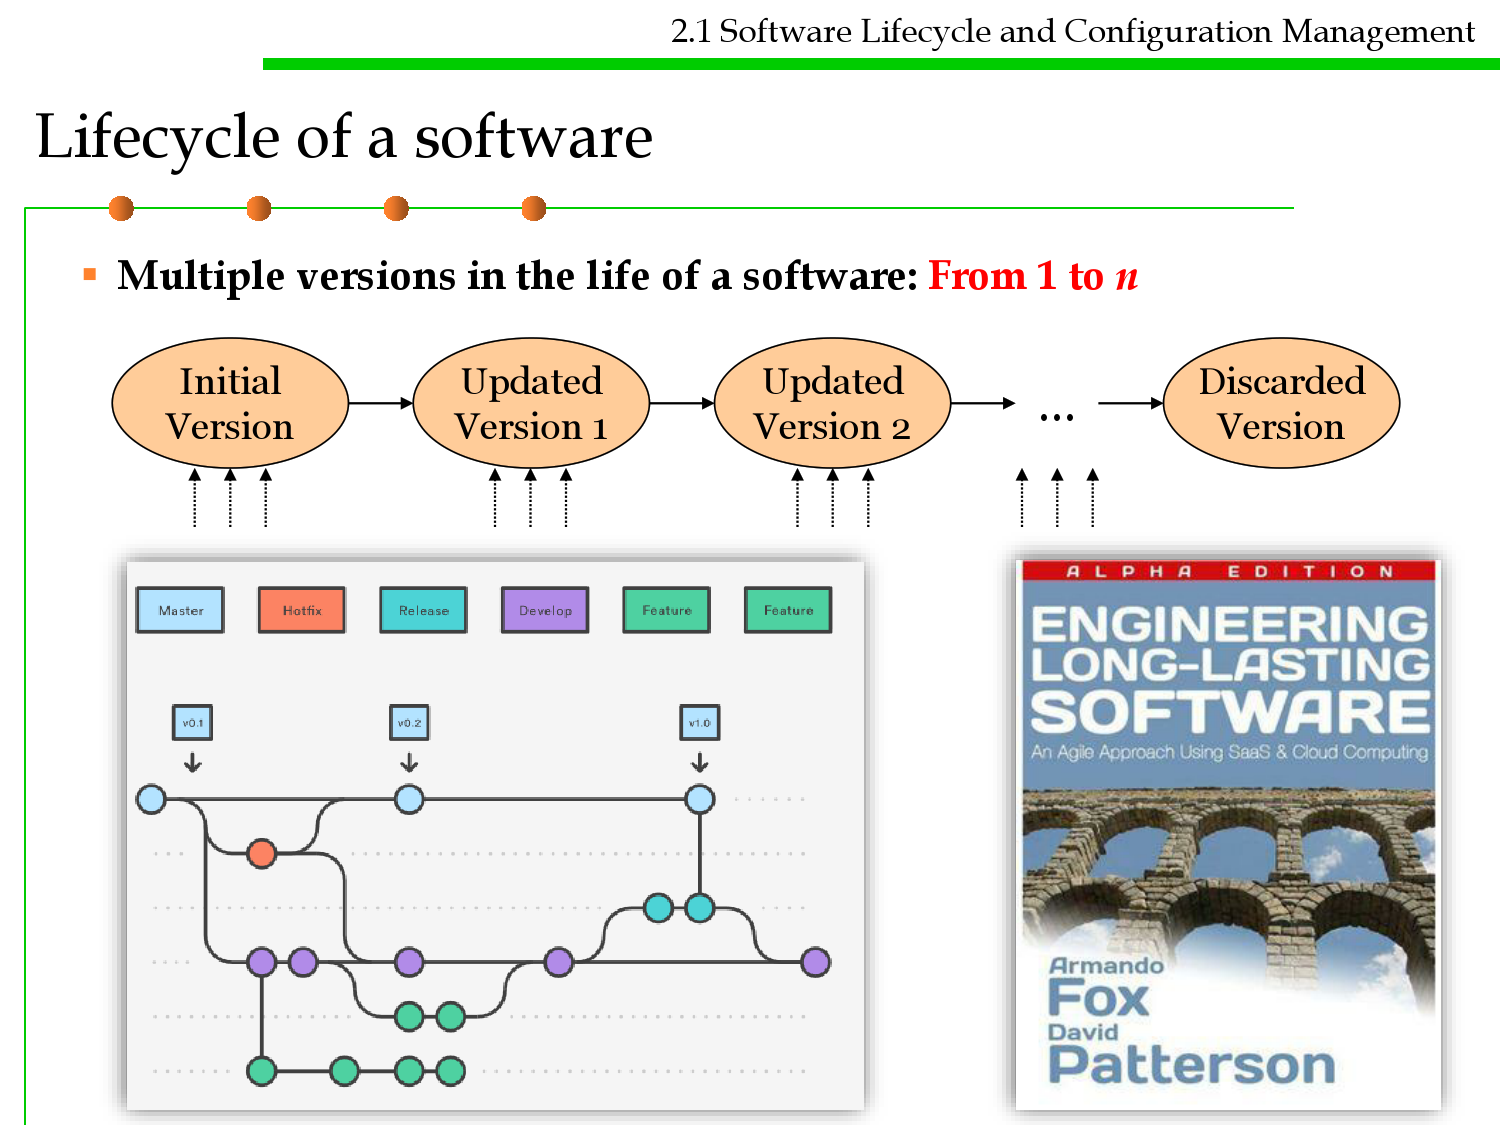 2.1 Software Lifecycle and Configuration Management
Lifecycle of a software
Multiple versions in the life of a software: From 1 to n
Initial
Version
Updated
Version 1
Updated
Version 2
...
Discarded
Version
Master
Hotfix
Release
Develop
Feature
Feature
v0.1
v0.2
v1.0
ALPHA EDITION
ENGINEERING
LONG-LASTING
SOFTWARE
An Agile Approach Using SaaS & Cloud Computing
Armando
Fox
David
Patterson